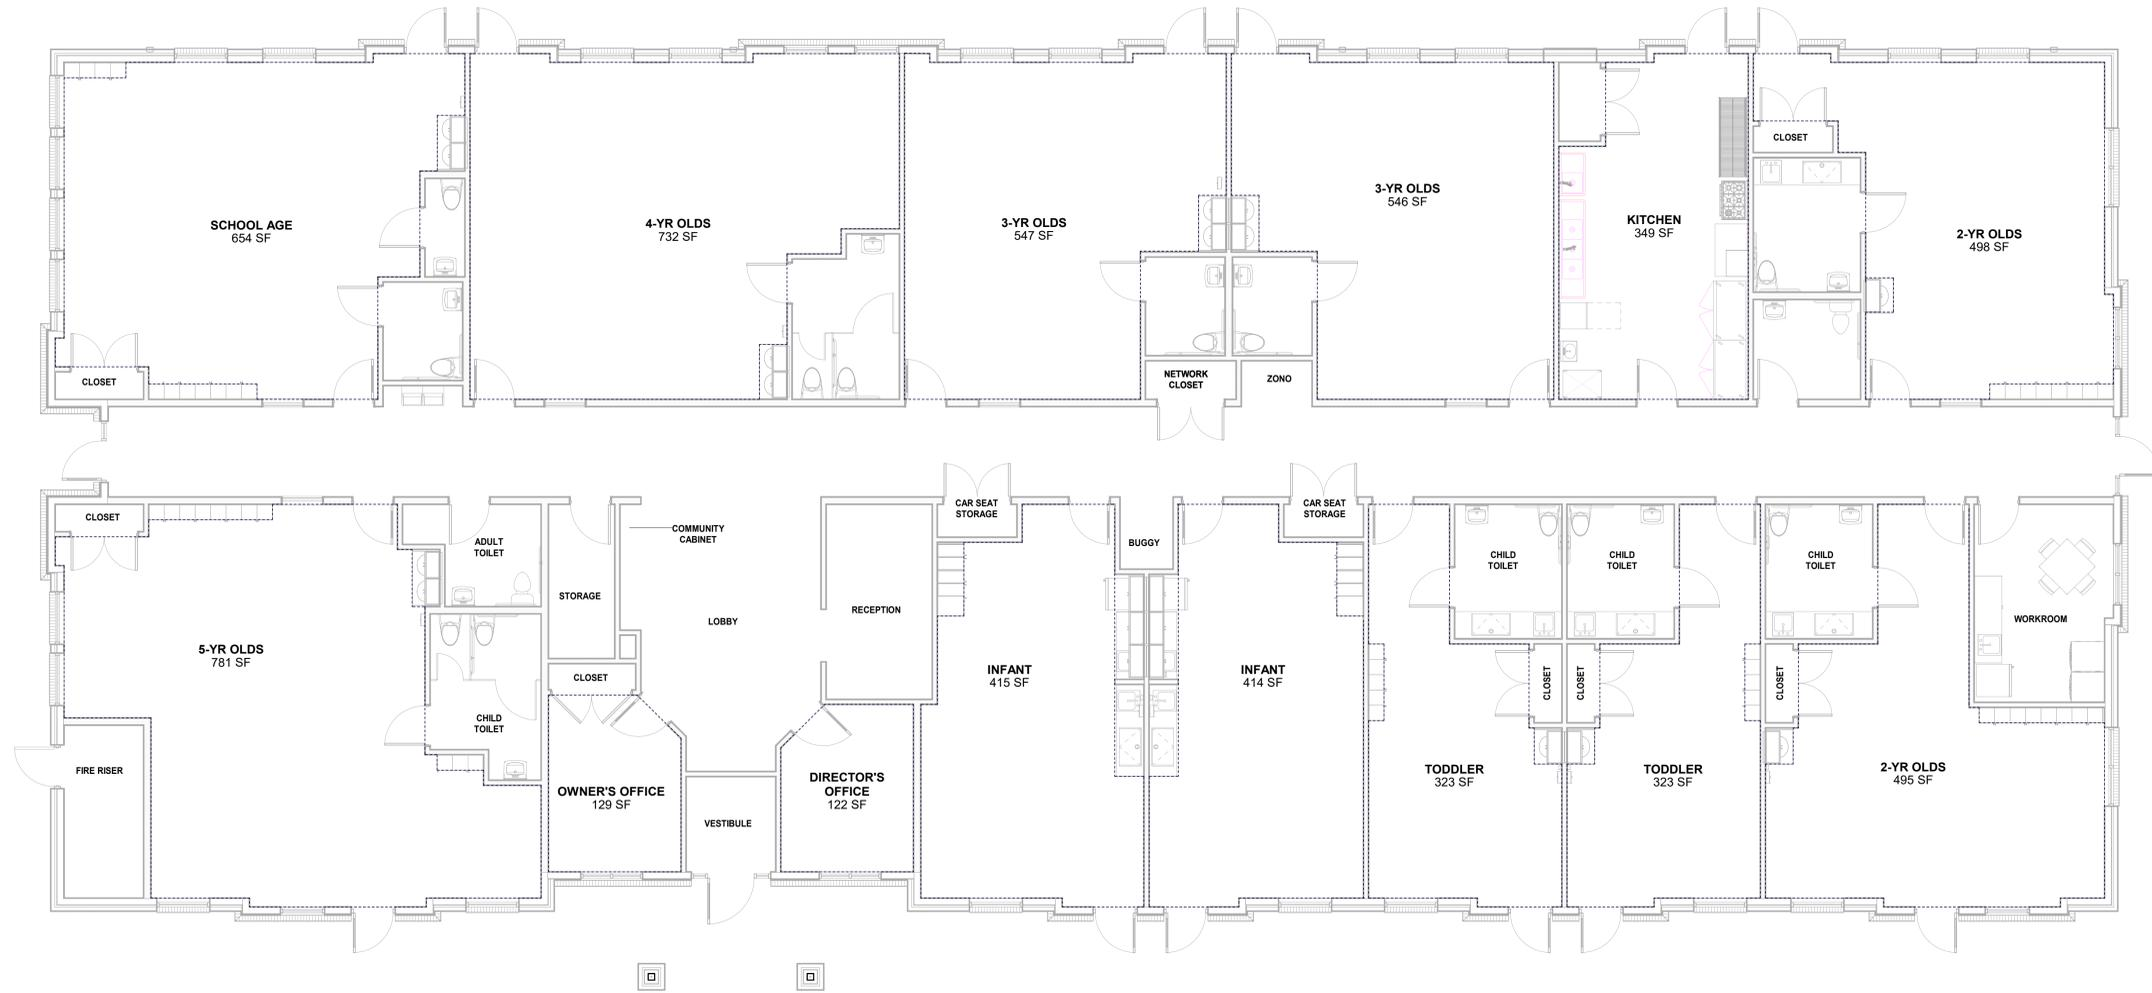 SCHOOL AGE
654 SF
4-YR OLDS
732 SF
3-YR OLDS
547 SF
3-YR OLDS
546 SF
KITCHEN
349 SF
CLOSET
2-YR OLDS
498 SF
CLOSET
NETWORK
CLOSET
ZONO
CLOSET
ADULT
TOILET
STORAGE
COMMUNITY
CABINET
LOBBY
RECEPTION
CAR SEAT
STORAGE
BUGGY
CAR SEAT
STORAGE
CHILD
TOILET
CHILD
TOILET
CHILD
TOILET
WORKROOM
5-YR OLDS
781 SF
CHILD
TOILET
CLOSET
INFANT
415 SF
INFANT
414 SF
CLOSET
CLOSET
CLOSET
FIRE RISER
OWNER'S OFFICE
129 SF
VESTIBULE
DIRECTOR'S
OFFICE
122 SF
TODDLER
323 SF
TODDLER
323 SF
2-YR OLDS
495 SF